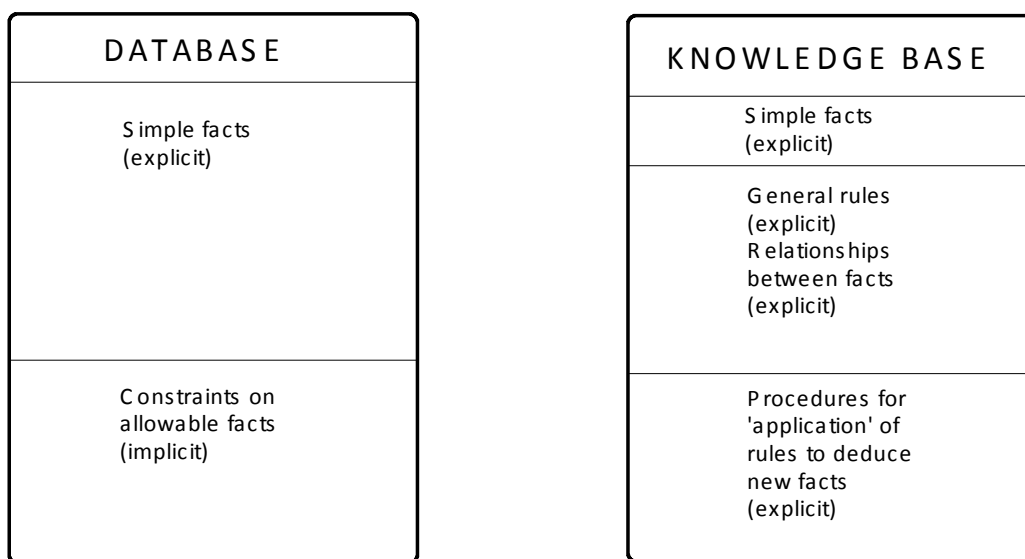 DATABASE
Simple facts
(explicit)
Constraints on
allowable facts
(implicit)
KNOWLEDGE BASE
Simple facts
(explicit)
General rules
(explicit)
Relationships
between facts
(explicit)
Procedures for
'application' of
rules to deduce
new facts
(explicit)